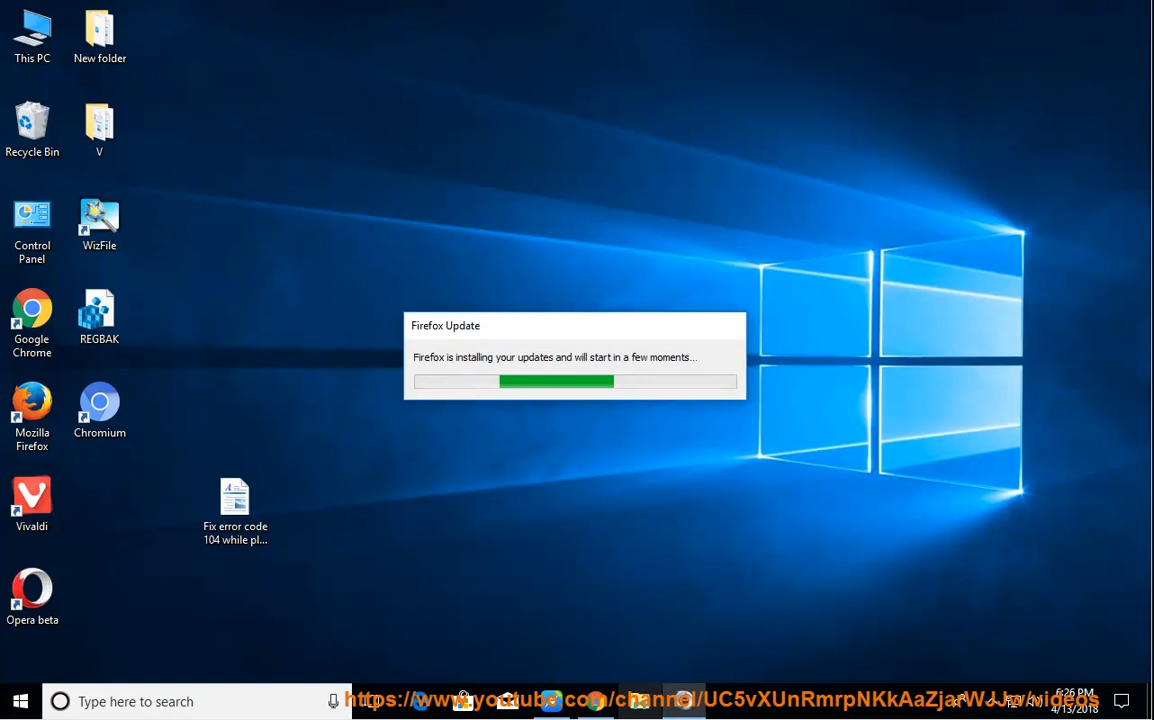 This PC
New folder
Recycle Bin
V
Control
Panel
WizFile
Google
Chrome
REGBAK
Mozilla
Firefox
Chromium
Vivaldi
Fix error code
104 while pl...
Opera beta
Firefox Update
Firefox is installing your updates and will start in a few moments...
Type here to search
6:26 PM
4/13/2018